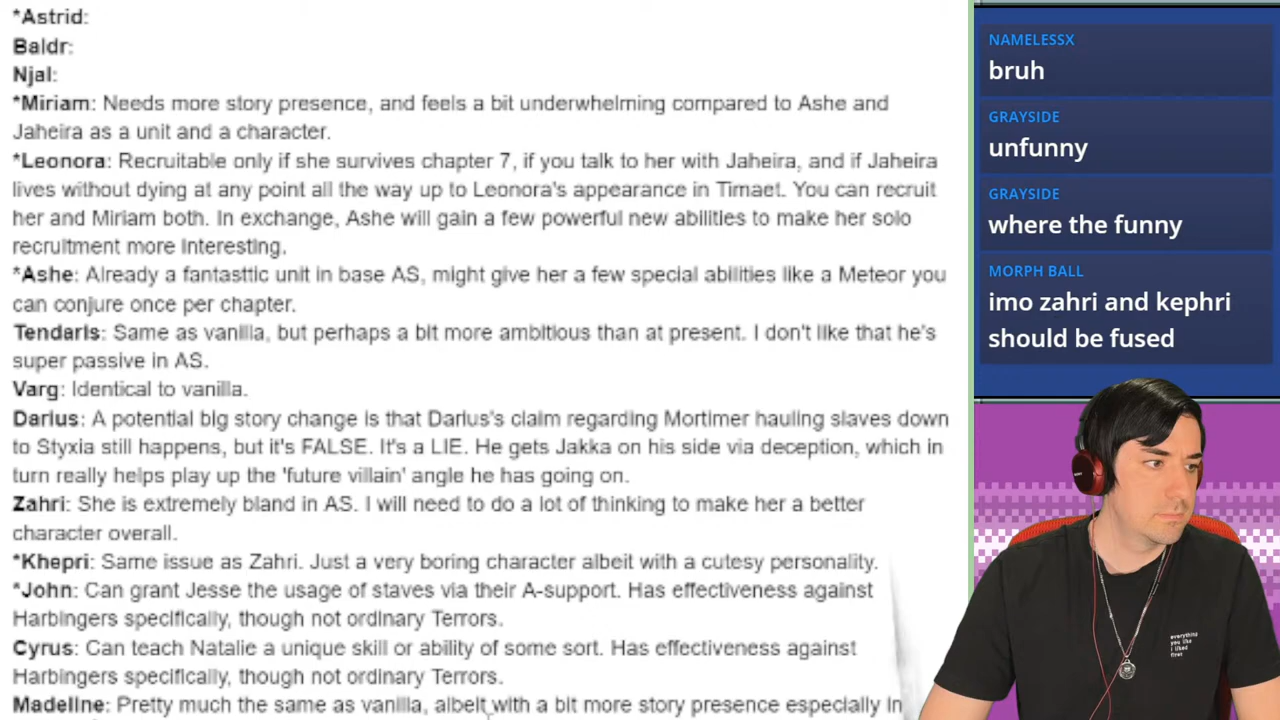 *Astrid:
Baldr:
Njal:
*Miriam: Needs more story presence, and feels a bit underwhelming compared to Ashe and
Jaheira as a unit and a character.
*Leonora: Recruitable only if she survives chapter 7, if you talk to her with Jaheira, and if Jaheira
lives without dying at any point all the way up to Leonora's appearance in Timaet. You can recruit
her and Miriam both. In exchange, Ashe will gain a few powerful new abilities to make her solo
recruitment more interesting.
*Ashe: Already a fantasttic unit in base AS, might give her a few special abilities like a Meteor you
can conjure once per chapter.
Tendaris: Same as vanilla, but perhaps a bit more ambitious than at present. I don't like that he's
super passive in AS.
Varg: Identical to vanilla.
Darius: A potential big story change is that Darius's claim regarding Mortimer hauling slaves down
to Styxia still happens, but it's FALSE. It's a LIE. He gets Jakka on his side via deception, which in
turn really helps play up the 'future villain' angle he has going on.
Zahri: She is extremely bland in AS. I will need to do a lot of thinking to make her a better
character overall.
*Khepri: Same issue as Zahri. Just a very boring character albeit with a cutesy personality.
*John: Can grant Jesse the usage of staves via their A-support. Has effectiveness against
Harbingers specifically, though not ordinary Terrors.
Cyrus: Can teach Natalie a unique skill or ability of some sort. Has effectiveness against
Harbingers specifically, though not ordinary Terrors.
Madeline: Pretty much the same as vanilla, albeit with a bit more story presence especially in
NAMELESSX
bruh
GRAYSIDE
unfunny
GRAYSIDE
where the funny
MORPH BALL
imo zahri and kephri
should be fused
everything
you like
I liked
first